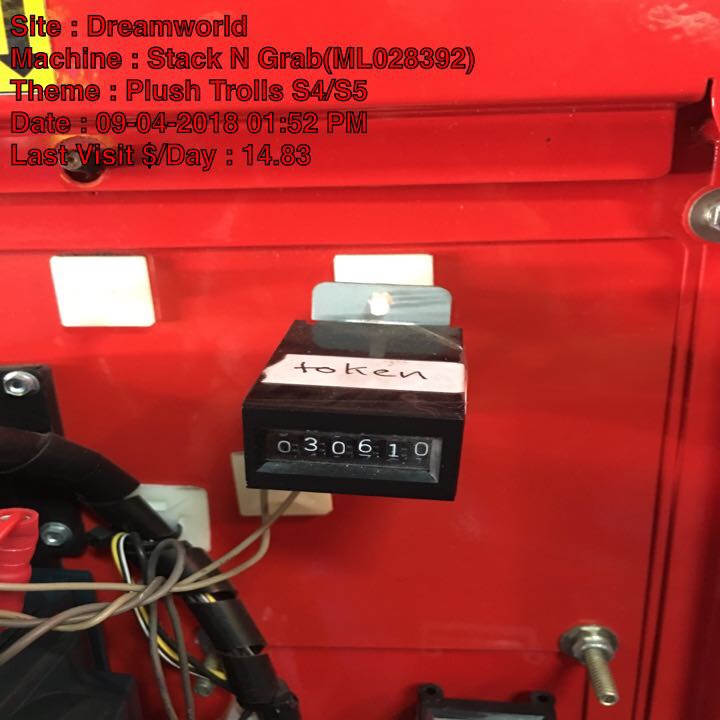 Site : Dreamworld
Machine : Stack N Grab(ML028392)
Theme : Plush Trolls S4/S5
Date : 09-04-2018 01:52 PM
Last Visit $/Day : 14.83
token
030610